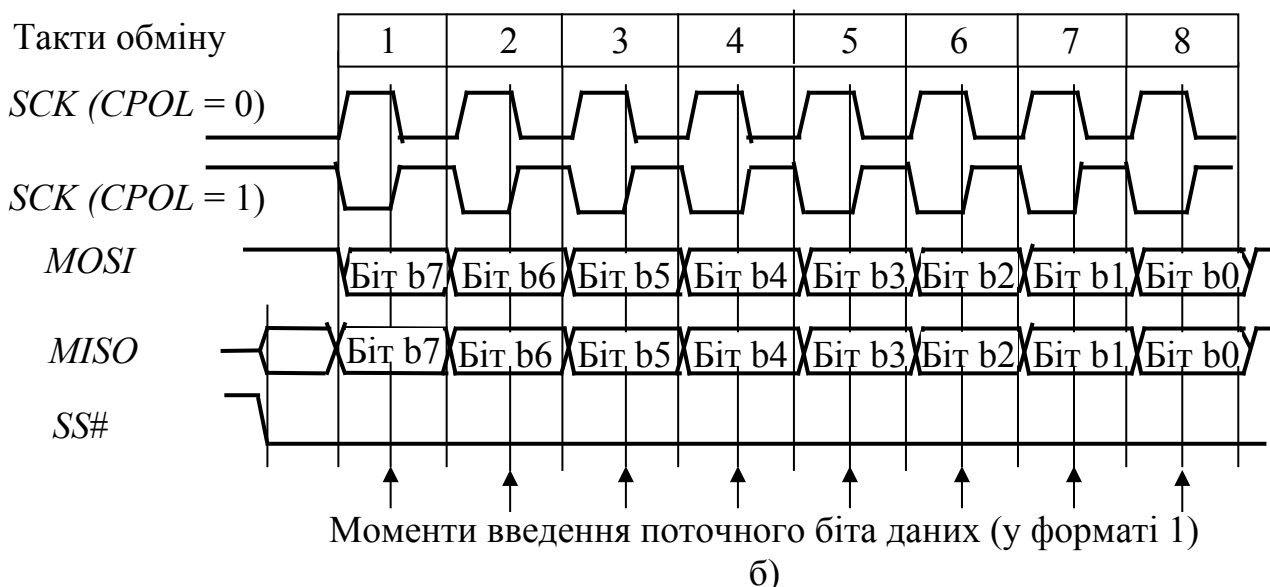 Такти обміну 1 2 3 4 5 6 7 8
SCK (CPOL = 0)
SCK (CPOL = 1)
MOSI Біт b7 Біт b6 Біт b5 Біт b4 Біт b3 Біт b2 Біт b1 Біт b0
MISO Біт b7 Біт b6 Біт b5 Біт b4 Біт b3 Біт b2 Біт b1 Біт b0
SS#
Моменти введення поточного біта даних (у форматі 1)
б)